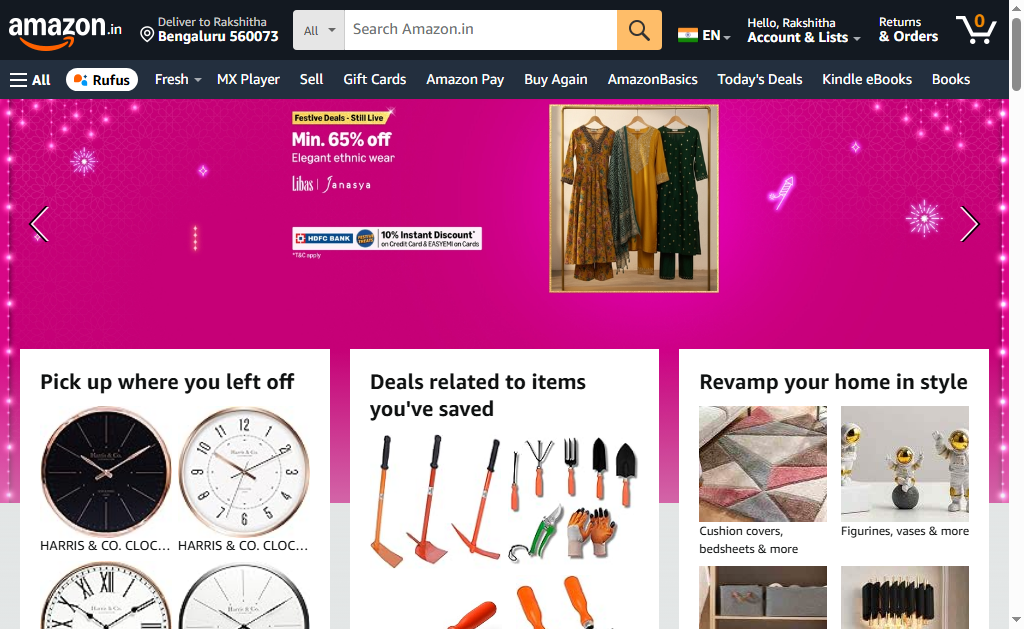 amazon.in
Deliver to Rakshitha
Bengaluru 560073
All
Search Amazon.in
EN
Hello, Rakshitha
Account & Lists
Returns
& Orders
0
All
Rufus
Fresh
MX Player
Sell
Gift Cards
Amazon Pay
Buy Again
AmazonBasics
Today's Deals
Kindle eBooks
Books
Festive Deals - Still Live
Min. 65% off
Elegant ethnic wear
Libas | Janasya
HDFC BANK
10% Instant Discount*
on Credit Card & EASYEMI on Cards
*T&C apply
Pick up where you left off
HARRIS & CO. CLOC...
HARRIS & CO. CLOC...
Deals related to items
you've saved
Revamp your home in style
Cushion covers,
bedsheets & more
Figurines, vases & more